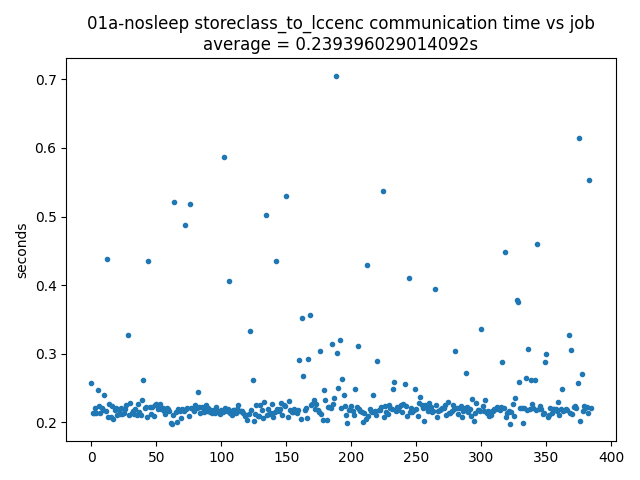 01a-nosleep storeclass_to_lccenc communication time vs job
average = 0.239396029014092s
0.7
0.6
0.5
0.4
0.3
0.2
seconds
0 50 100 150 200 250 300 350 400